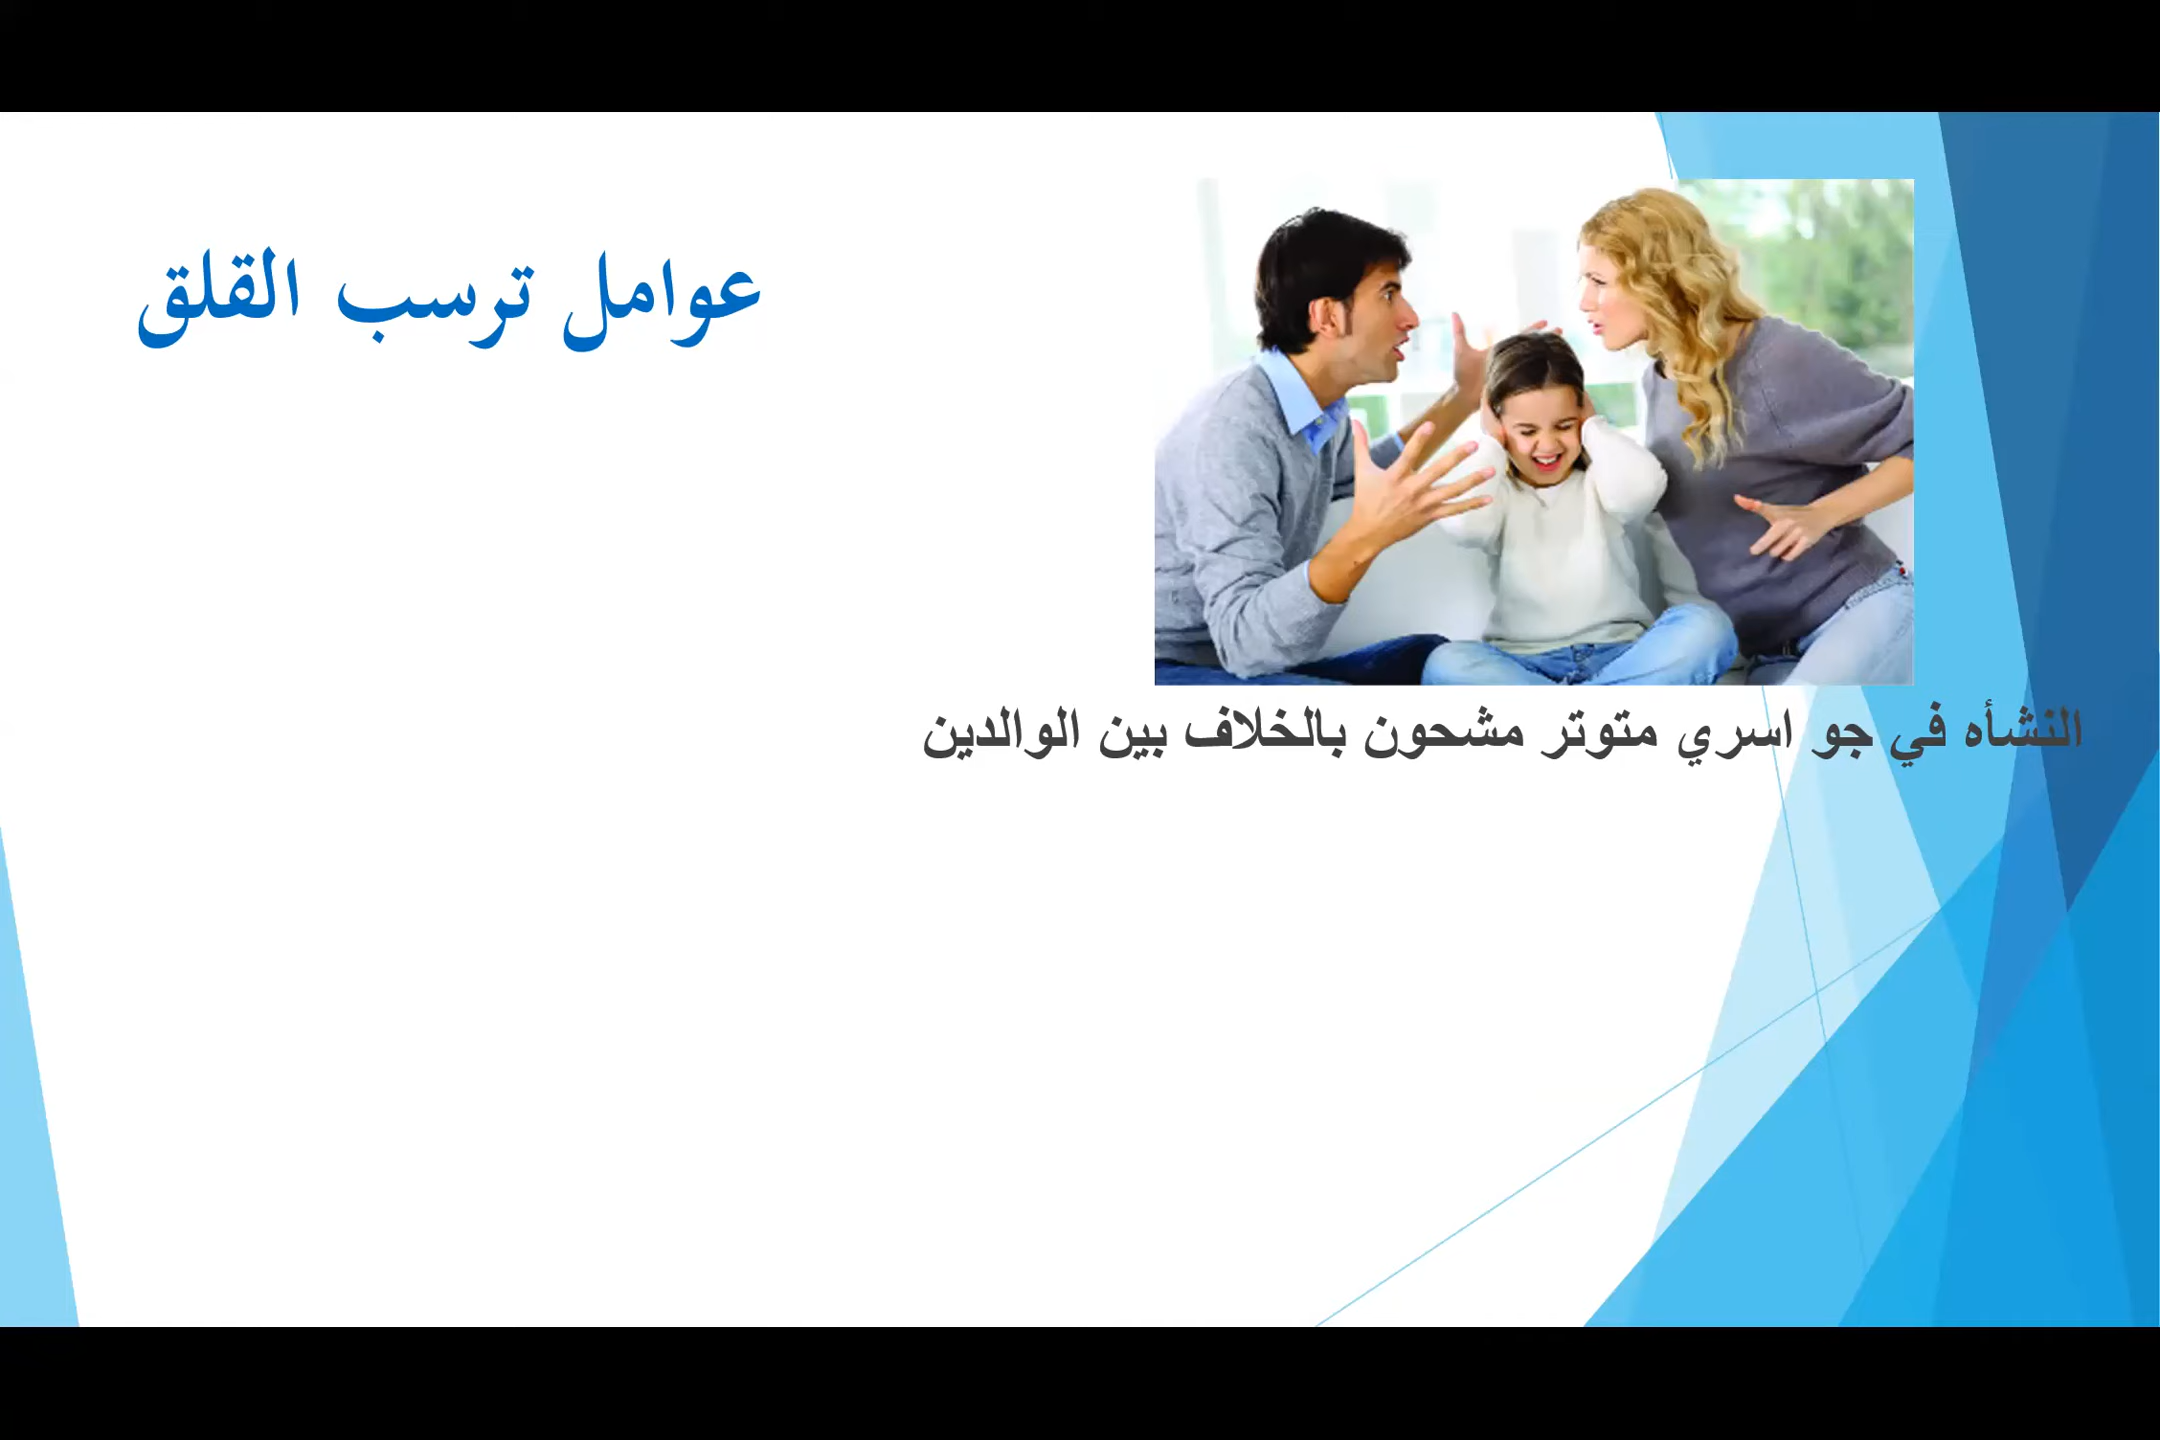 عوامل ترسب القلق
النشأه في جو اسري متوتر مشحون بالخلاف بين الوالدين